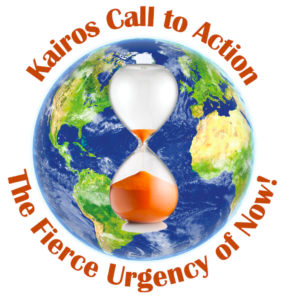 Kairos Call to Action
The Fierce Urgency of Now!